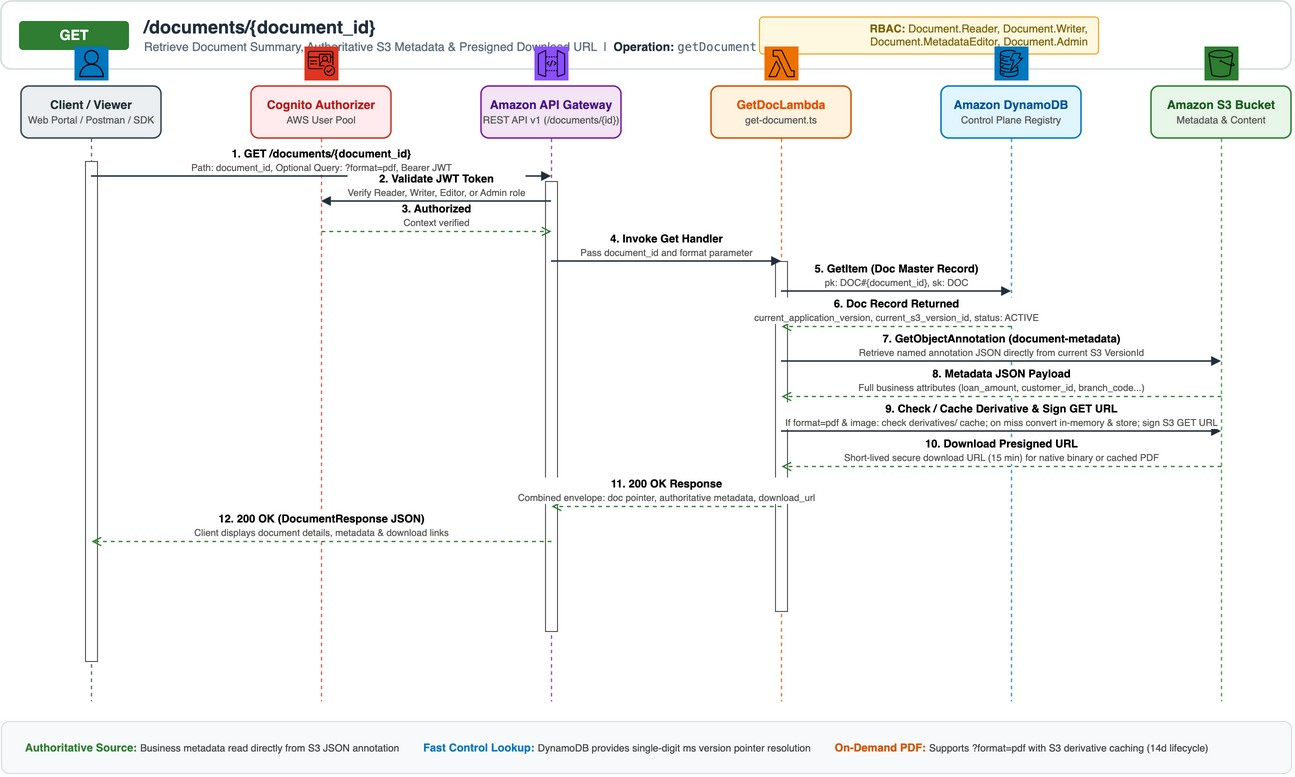 GET
/documents/{document_id}
Retrieve Document Summary, Authoritative S3 Metadata & Presigned Download URL | Operation: getDocument
RBAC: Document.Reader, Document.Writer,
Document.MetadataEditor, Document.Admin
Client / Viewer
Web Portal / Postman / SDK
Cognito Authorizer
AWS User Pool
Amazon API Gateway
REST API v1 (/documents/{id})
GetDocLambda
get-document.ts
Amazon DynamoDB
Control Plane Registry
Amazon S3 Bucket
Metadata & Content
1. GET /documents/{document_id}
Path: document_id, Optional Query: ?format=pdf, Bearer JWT
2. Validate JWT Token
Verify Reader, Writer, Editor, or Admin role
3. Authorized
Context verified
4. Invoke Get Handler
Pass document_id and format parameter
5. GetItem (Doc Master Record)
pk: DOC#{document_id}, sk: DOC
6. Doc Record Returned
current_application_version, current_s3_version_id, status: ACTIVE
7. GetObjectAnnotation (document-metadata)
Retrieve named annotation JSON directly from current S3 VersionId
8. Metadata JSON Payload
Full business attributes (loan_amount, customer_id, branch_code...)
9. Check / Cache Derivative & Sign GET URL
If format=pdf & image: check derivatives/ cache; on miss convert in-memory & store; sign S3 GET URL
10. Download Presigned URL
Short-lived secure download URL (15 min) for native binary or cached PDF
11. 200 OK Response
Combined envelope: doc pointer, authoritative metadata, download_url
12. 200 OK (DocumentResponse JSON)
Client displays document details, metadata & download links
Authoritative Source: Business metadata read directly from S3 JSON annotation
Fast Control Lookup: DynamoDB provides single-digit ms version pointer resolution
On-Demand PDF: Supports ?format=pdf with S3 derivative caching (14d lifecycle)